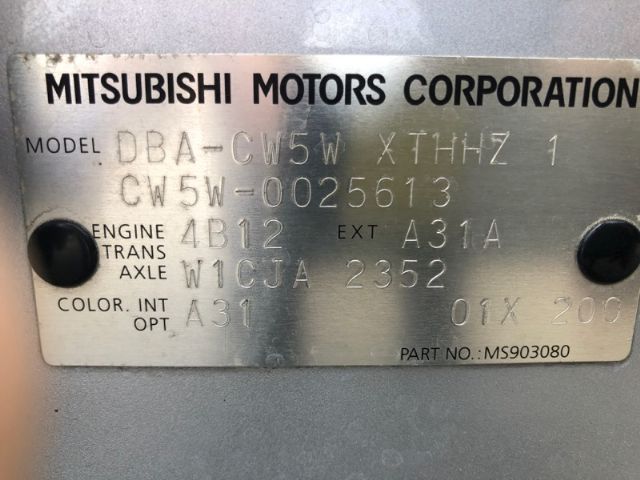 MITSUBISHI MOTORS CORPORATION
MODEL DBA-CW5W XTHHZ 1
CW5W-0025613
ENGINE 4B12 EXT A31A
TRANS
AXLE W1CJA 2352
COLOR. INT A31 01X 200
OPT
PART NO.: MS903080